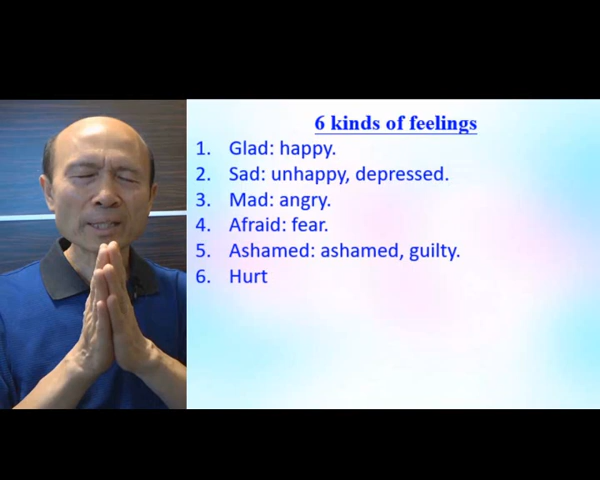 6 kinds of feelings
1. Glad: happy.
2. Sad: unhappy, depressed.
3. Mad: angry.
4. Afraid: fear.
5. Ashamed: ashamed, guilty.
6. Hurt